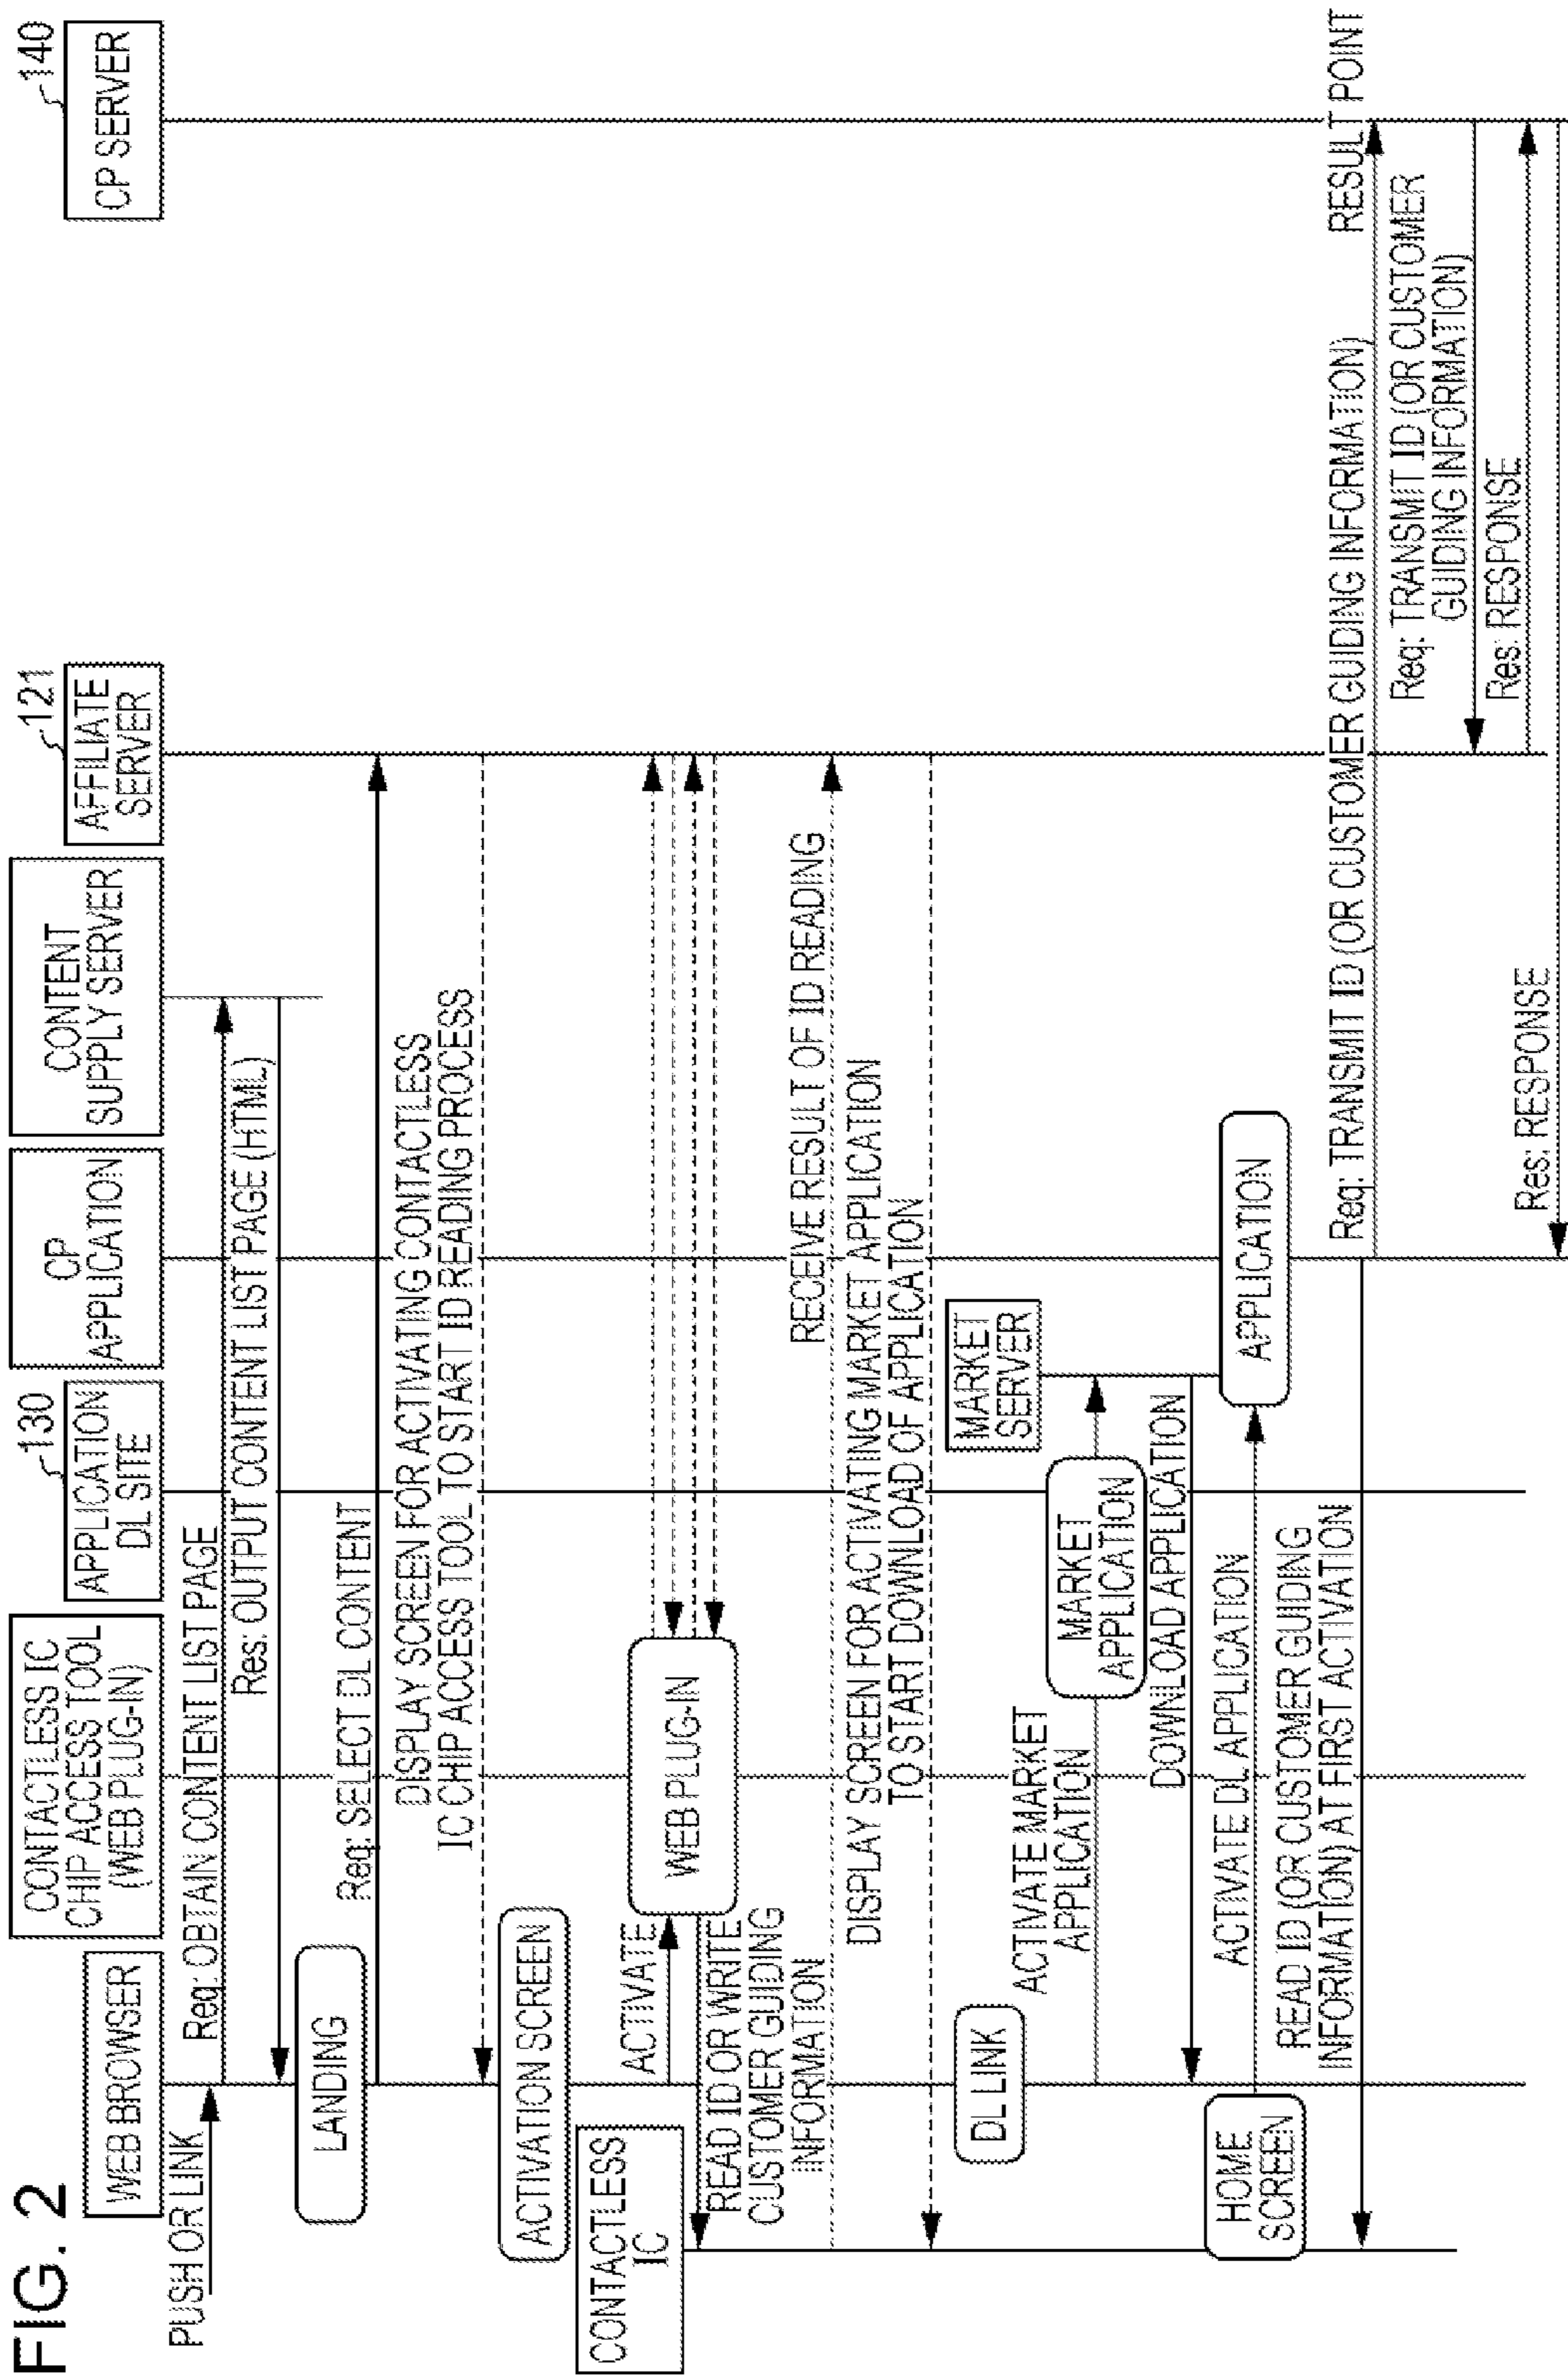 FIG. 2
WEB BROWSER
CONTACTLESS IC
CHIP ACCESS TOOL
(WEB PLUG-IN)
130
APPLICATION
DL SITE
CP
APPLICATION
CONTENT
SUPPLY SERVER
121
AFFILIATE
SERVER
140
CP SERVER
PUSH OR LINK
Req: OBTAIN CONTENT LIST PAGE
Res: OUTPUT CONTENT LIST PAGE (HTML)
LANDING
Req: SELECT DL CONTENT
DISPLAY SCREEN FOR ACTIVATING CONTACTLESS
IC CHIP ACCESS TOOL TO START ID READING PROCESS
ACTIVATION SCREEN
CONTACTLESS
IC
ACTIVATE
WEB PLUG-IN
READ ID OR WRITE
CUSTOMER GUIDING
INFORMATION
RECEIVE RESULT OF ID READING
DISPLAY SCREEN FOR ACTIVATING MARKET APPLICATION
TO START DOWNLOAD OF APPLICATION
DL LINK
MARKET
SERVER
ACTIVATE MARKET
APPLICATION
MARKET
APPLICATION
DOWNLOAD APPLICATION
HOME
SCREEN
ACTIVATE DL APPLICATION
APPLICATION
READ ID (OR CUSTOMER GUIDING
INFORMATION) AT FIRST ACTIVATION
Req: TRANSMIT ID (OR CUSTOMER GUIDING INFORMATION)
RESULT POINT
Req: TRANSMIT ID (OR CUSTOMER
GUIDING INFORMATION)
Res: RESPONSE
Res: RESPONSE